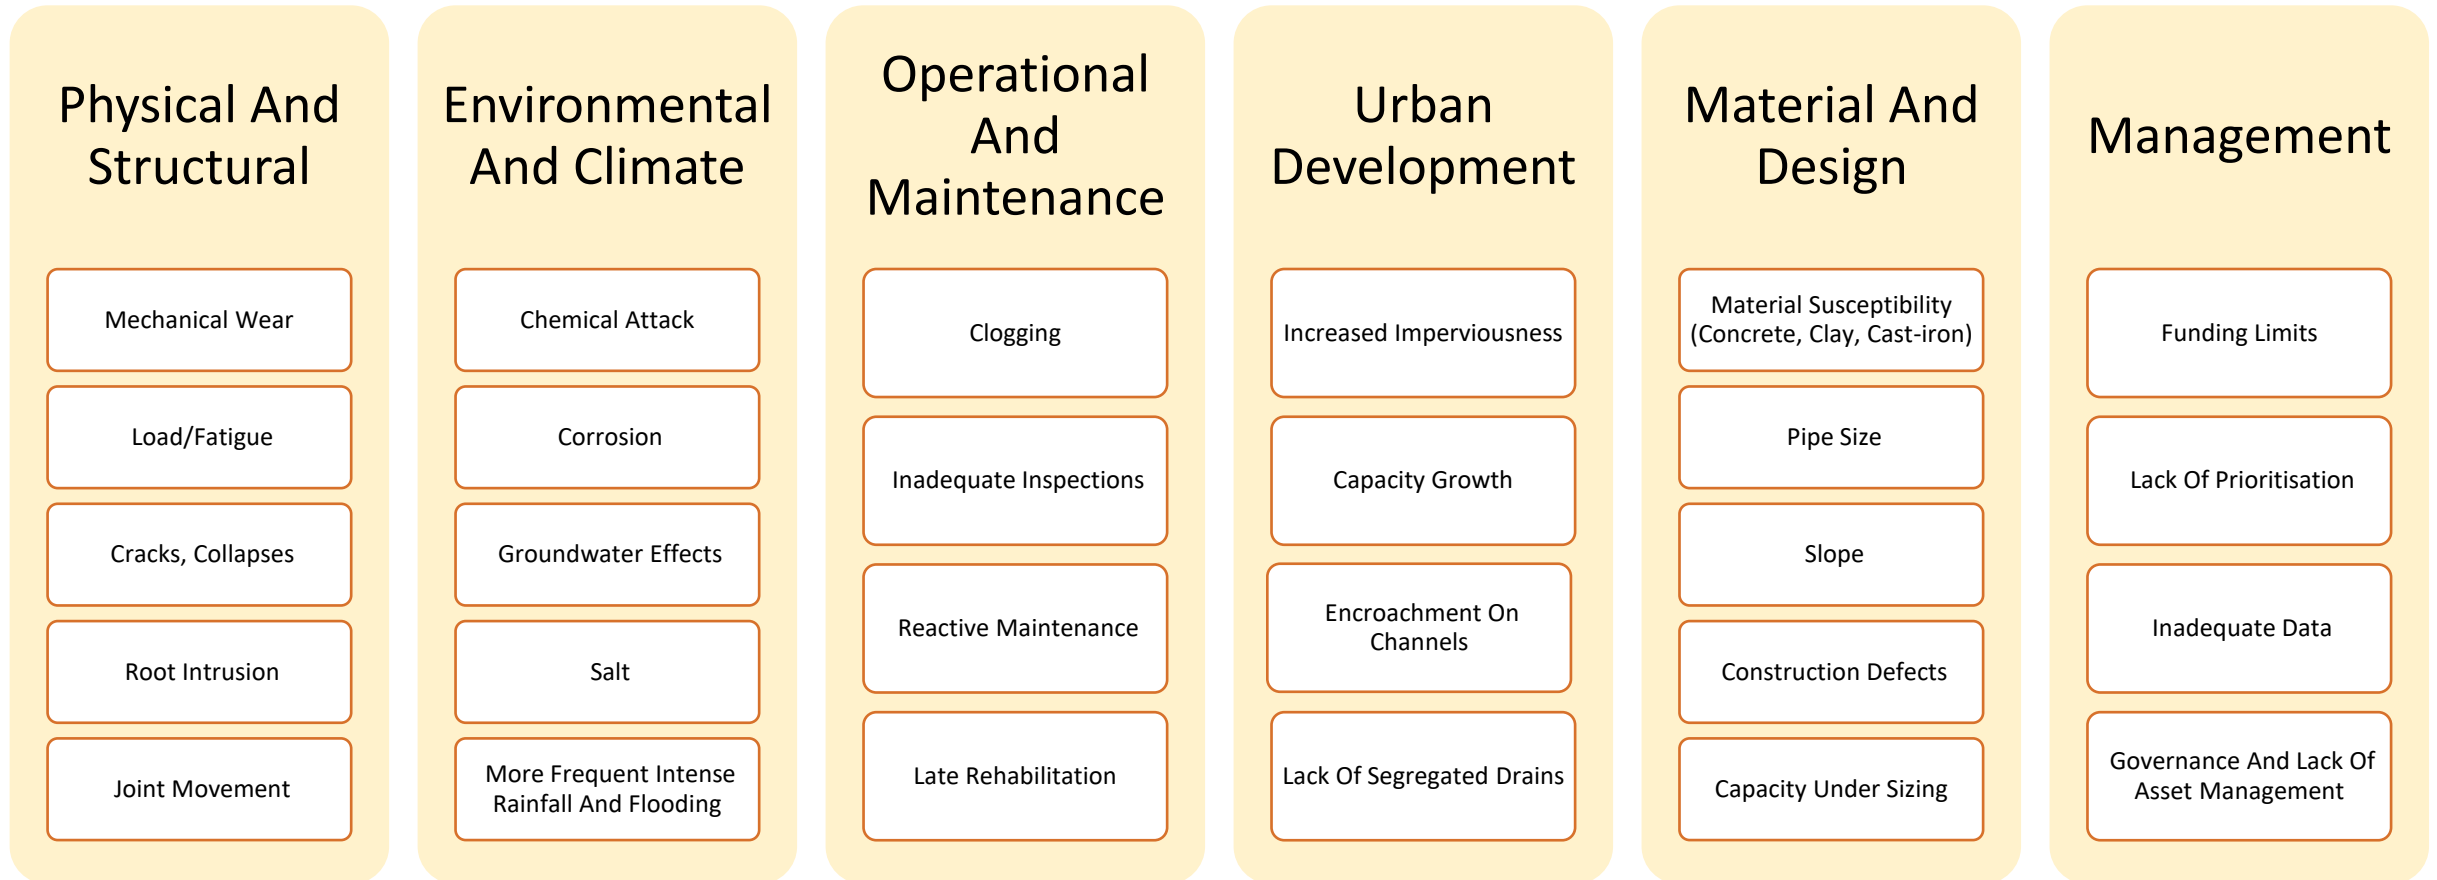 Physical And
Structural
Mechanical Wear
Load/Fatigue
Cracks, Collapses
Root Intrusion
Joint Movement
Environmental
And Climate
Chemical Attack
Corrosion
Groundwater Effects
Salt
More Frequent Intense
Rainfall And Flooding
Operational
And
Maintenance
Clogging
Inadequate Inspections
Reactive Maintenance
Late Rehabilitation
Urban
Development
Increased Imperviousness
Capacity Growth
Encroachment On
Channels
Lack Of Segregated Drains
Material And
Design
Material Susceptibility
(Concrete, Clay, Cast-iron)
Pipe Size
Slope
Construction Defects
Capacity Under Sizing
Management
Funding Limits
Lack Of Prioritisation
Inadequate Data
Governance And Lack Of
Asset Management